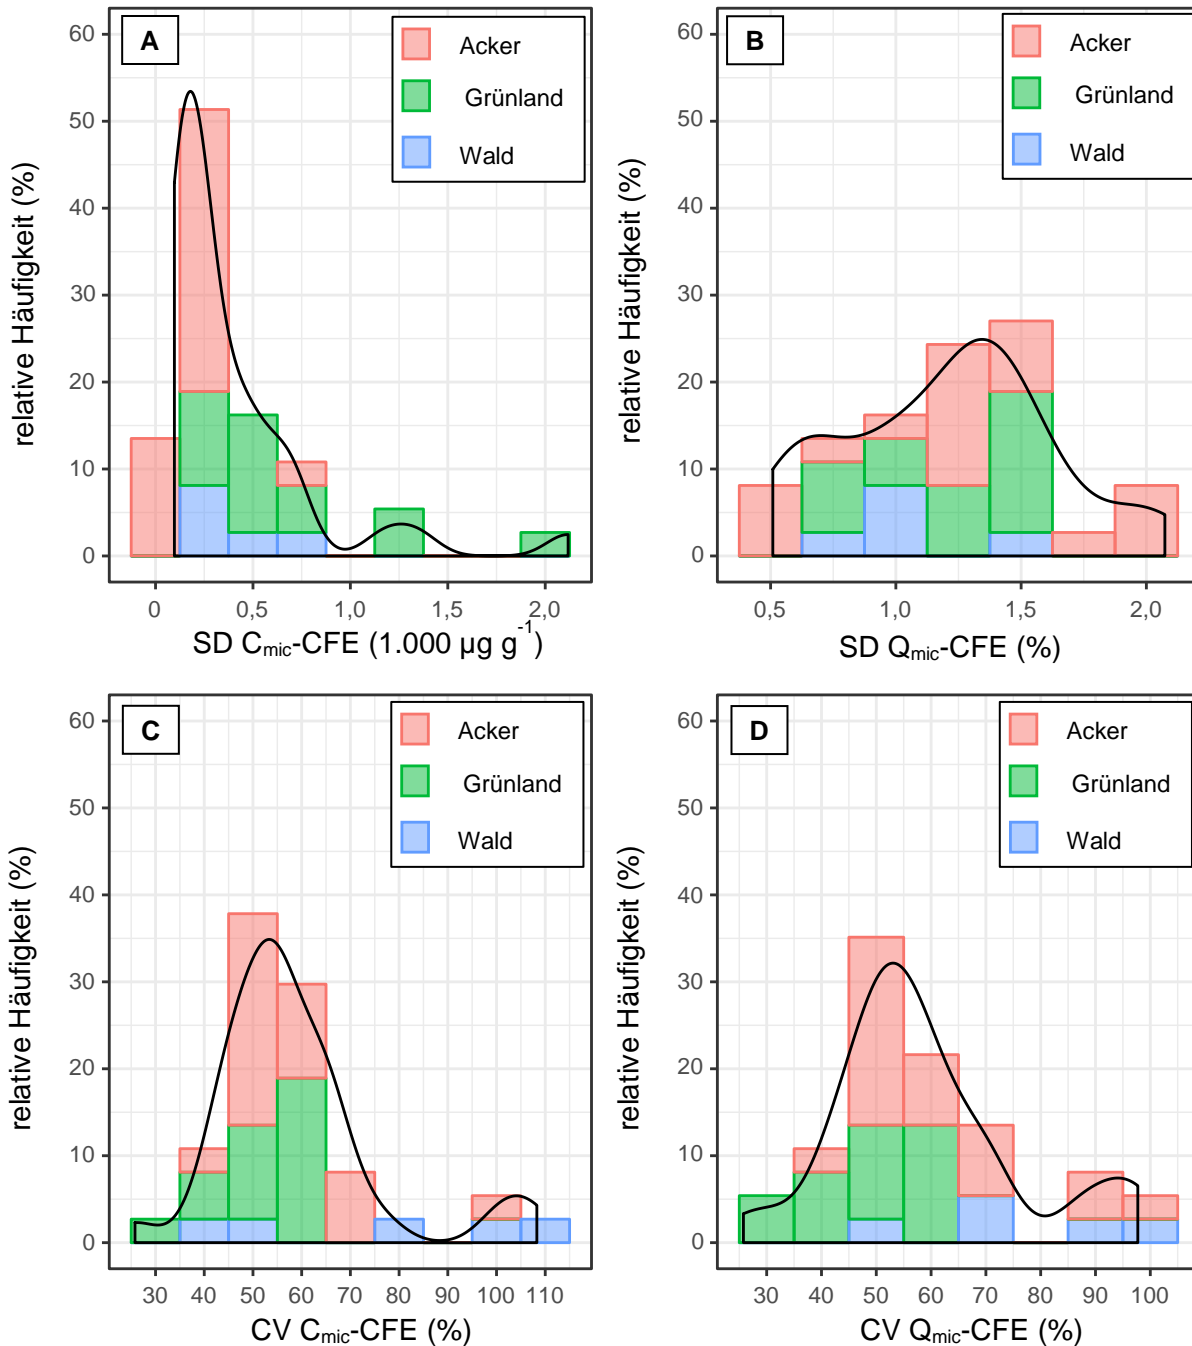 A
Acker
Grünland
Wald
relative Häufigkeit (%)
60
50
40
30
20
10
0
0
0,5
1,0
1,5
2,0
SD Cmic-CFE (1.000 µg g-1)
B
Acker
Grünland
Wald
relative Häufigkeit (%)
60
50
40
30
20
10
0
0,5
1,0
1,5
2,0
SD Qmic-CFE (%)
C
Acker
Grünland
Wald
relative Häufigkeit (%)
60
50
40
30
20
10
0
30
40
50
60
70
80
90
100
110
CV Cmic-CFE (%)
D
Acker
Grünland
Wald
relative Häufigkeit (%)
60
50
40
30
20
10
0
30
40
50
60
70
80
90
100
CV Qmic-CFE (%)